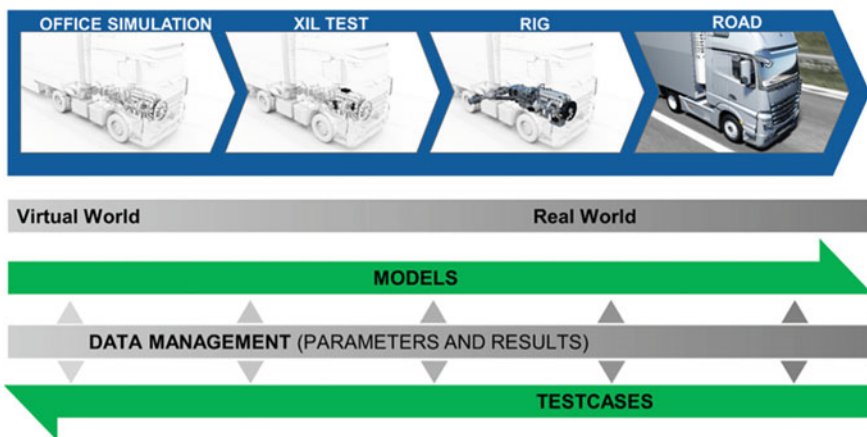 OFFICE SIMULATION
XIL TEST
RIG
ROAD
Virtual World
Real World
MODELS
DATA MANAGEMENT (PARAMETERS AND RESULTS)
TESTCASES